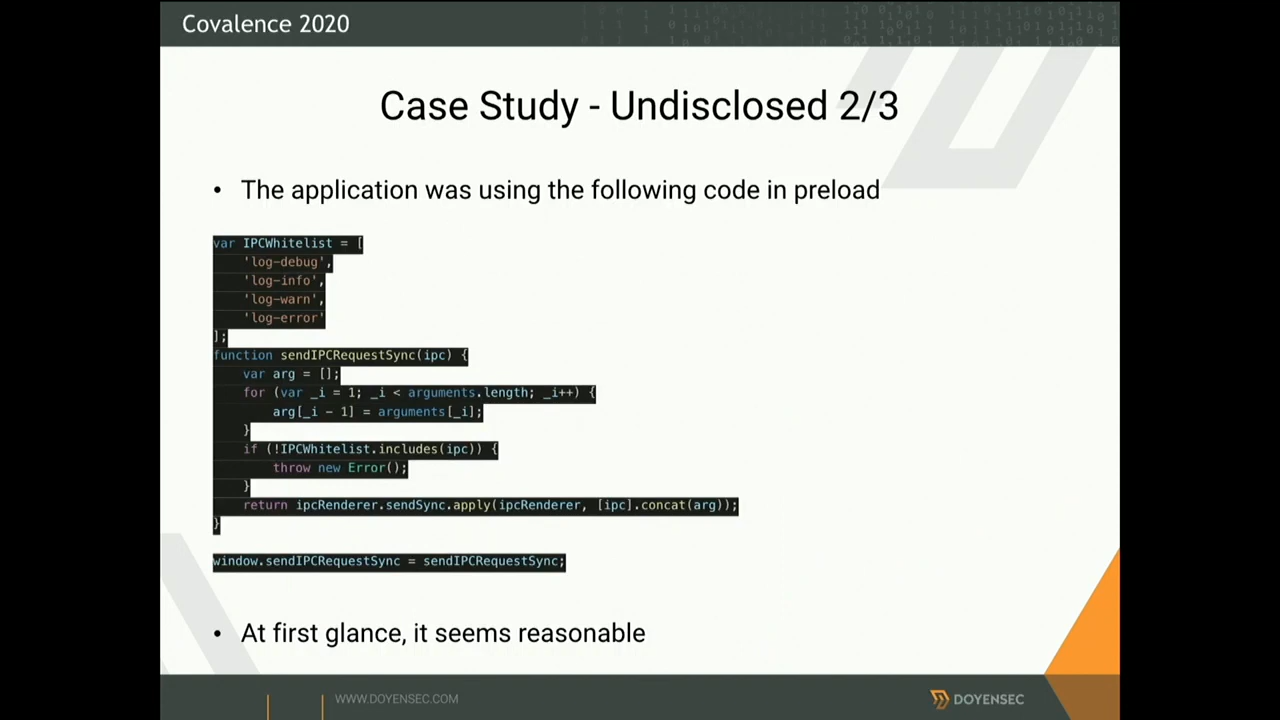 Covalence 2020
Case Study - Undisclosed 2/3
• The application was using the following code in preload
var IPCWhitelist = [
    'log-debug',
    'log-info',
    'log-warn',
    'log-error'
];
function sendIPCRequestSync(ipc) {
    var arg = [];
    for (var _i = 1; _i < arguments.length; _i++) {
        arg[_i - 1] = arguments[_i];
    }
    if (!IPCWhitelist.includes(ipc)) {
        throw new Error();
    }
    return ipcRenderer.sendSync.apply(ipcRenderer, [ipc].concat(arg));
}
window.sendIPCRequestSync = sendIPCRequestSync;
• At first glance, it seems reasonable
WWW.DOYENSEC.COM
DOYENSEC